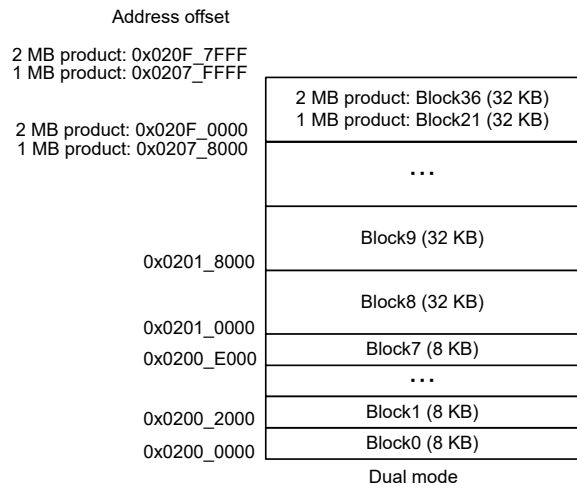 Address offset
2 MB product: 0x020F_7FFF
1 MB product: 0x0207_FFFF
2 MB product: Block36 (32 KB)
1 MB product: Block21 (32 KB)
2 MB product: 0x020F_0000
1 MB product: 0x0207_8000
...
Block9 (32 KB)
0x0201_8000
Block8 (32 KB)
0x0201_0000
Block7 (8 KB)
0x0200_E000
...
Block1 (8 KB)
0x0200_2000
Block0 (8 KB)
0x0200_0000
Dual mode